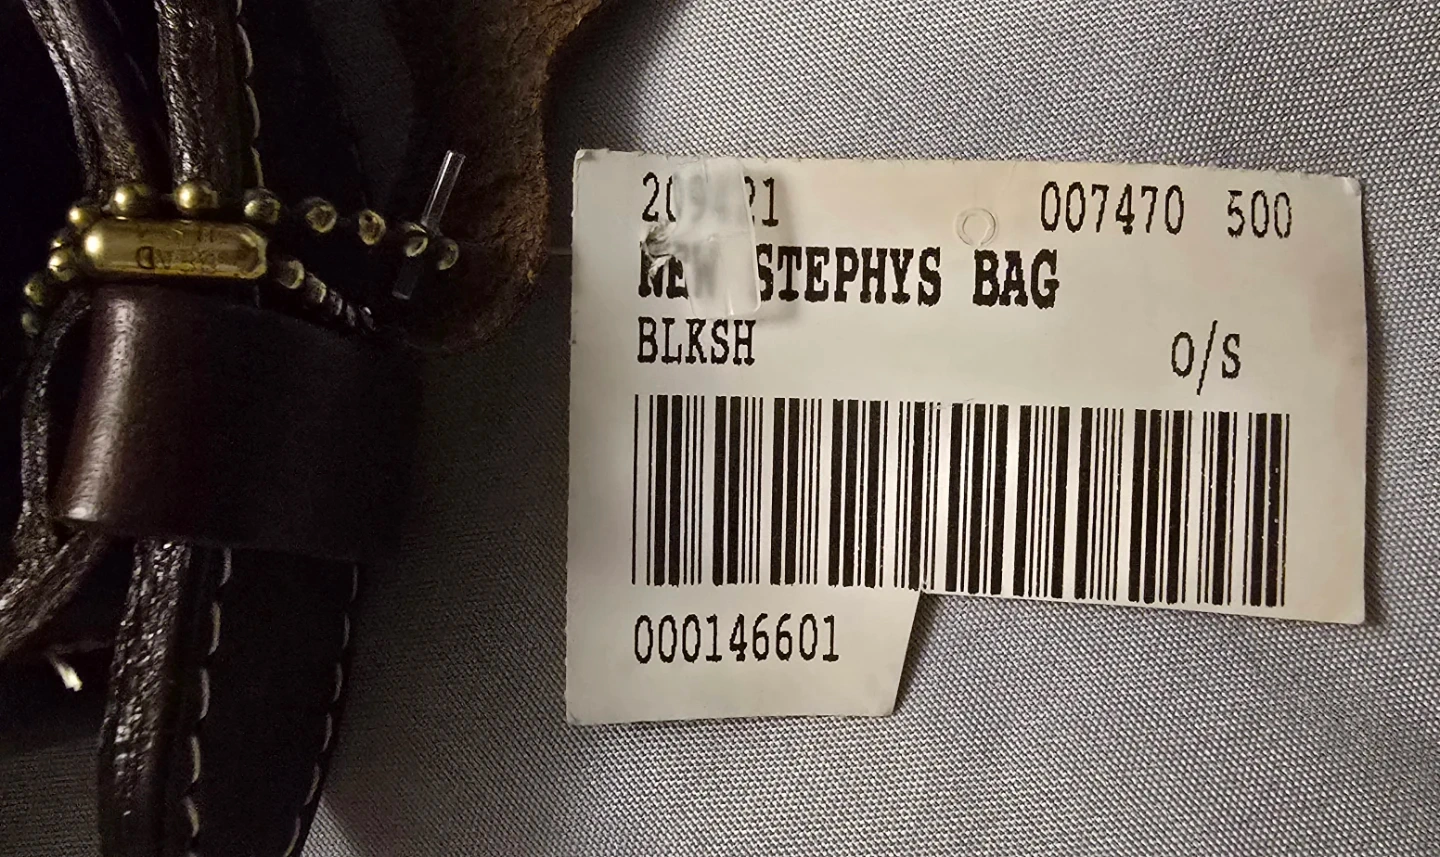 007470 500
STEPHYS BAG
BLKSH O/S
000146601